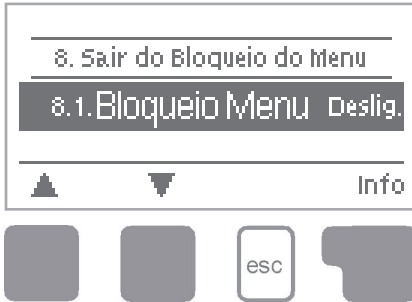 8. Sair do Bloqueio do Menu
8.1.Bloqueio Menu Deslig.
Info
esc